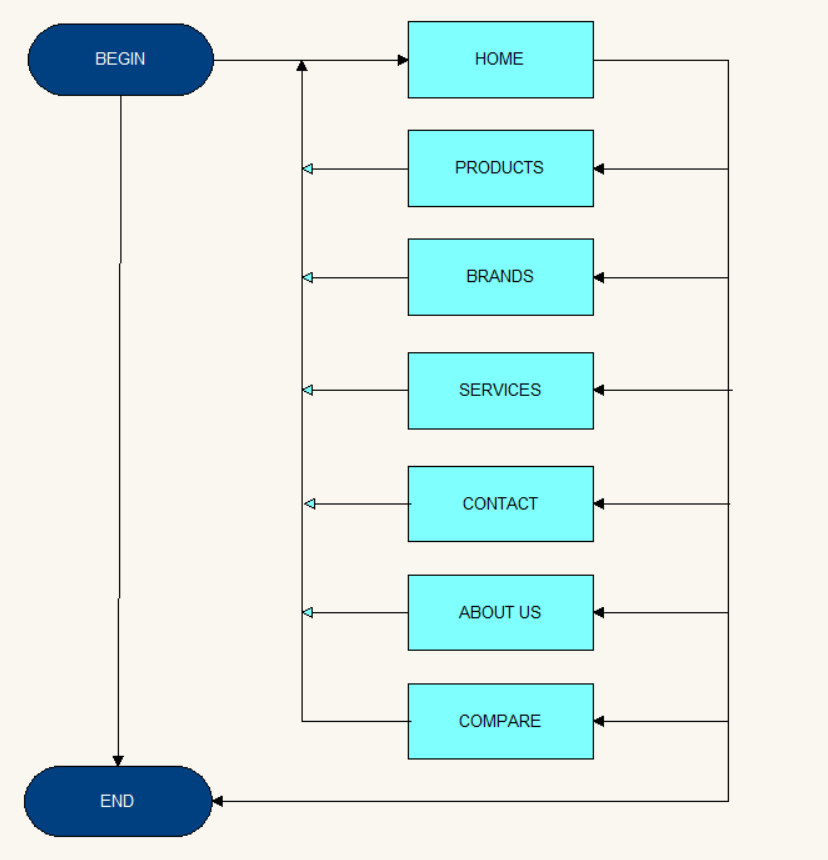 BEGIN
HOME
PRODUCTS
BRANDS
SERVICES
CONTACT
ABOUT US
COMPARE
END